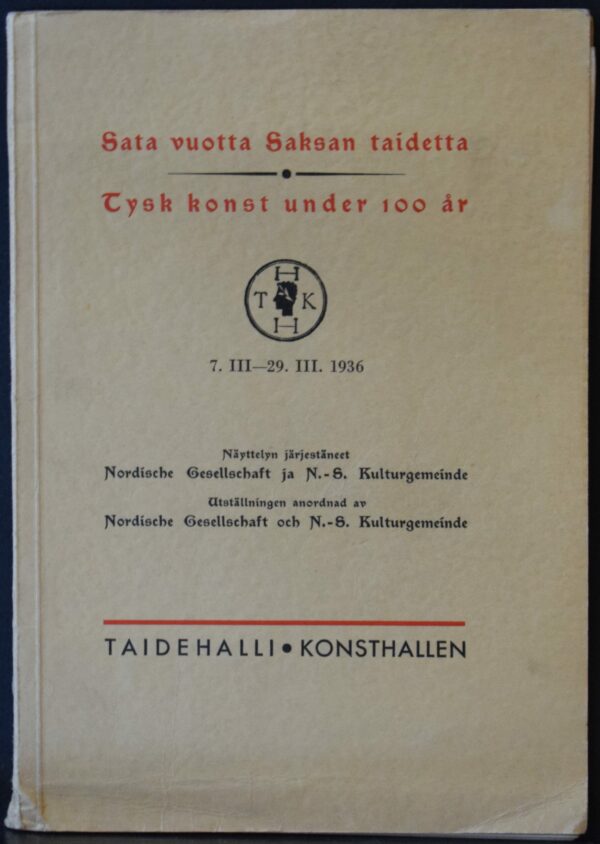 Sata vuotta Saksan taidetta
Tysk konst under 100 år
H
T K
H
7. III—29. III. 1936
Näyttelyn järjestäneet
Nordische Gesellschaft ja N.-S. Kulturgemeinde
Utställningen anordnad av
Nordische Gesellschaft och N.-S. Kulturgemeinde
TAIDEHALLI • KONSTHALLEN